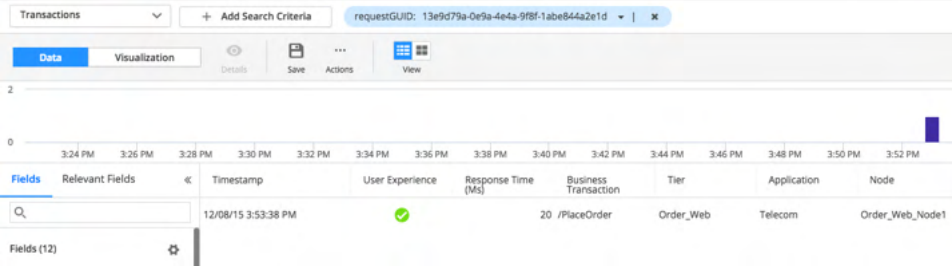 Transactions + Add Search Criteria requestGUID: 13e9d79a-0e9a-4e4a-9f8f-1abe844a2e1d
Data Visualization Details Save Actions View
2
0
3:24 PM 3:26 PM 3:28 PM 3:30 PM 3:32 PM 3:34 PM 3:36 PM 3:38 PM 3:40 PM 3:42 PM 3:44 PM 3:46 PM 3:48 PM 3:50 PM 3:52 PM
Fields Relevant Fields « Timestamp User Experience Response Time (Ms) Business Transaction Tier Application Node
12/08/15 3:53:38 PM 20 /PlaceOrder Order_Web Telecom Order_Web_Node1
Fields (12)